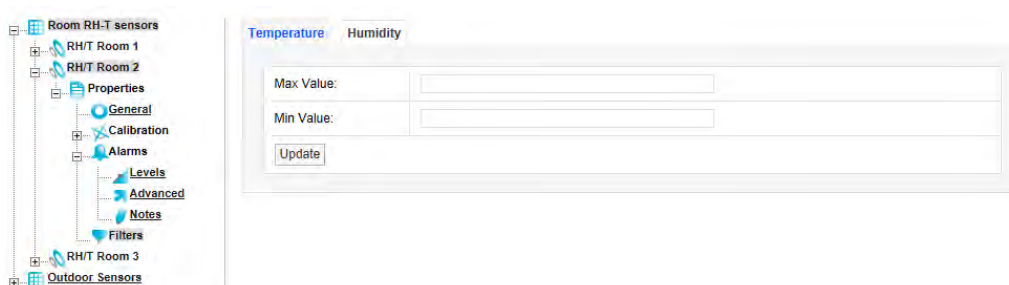 Room RH-T sensors
RH/T Room 1
RH/T Room 2
Properties
General
Calibration
Alarms
Levels
Advanced
Notes
Filters
RH/T Room 3
Outdoor Sensors
Temperature Humidity
Max Value:
Min Value:
Update